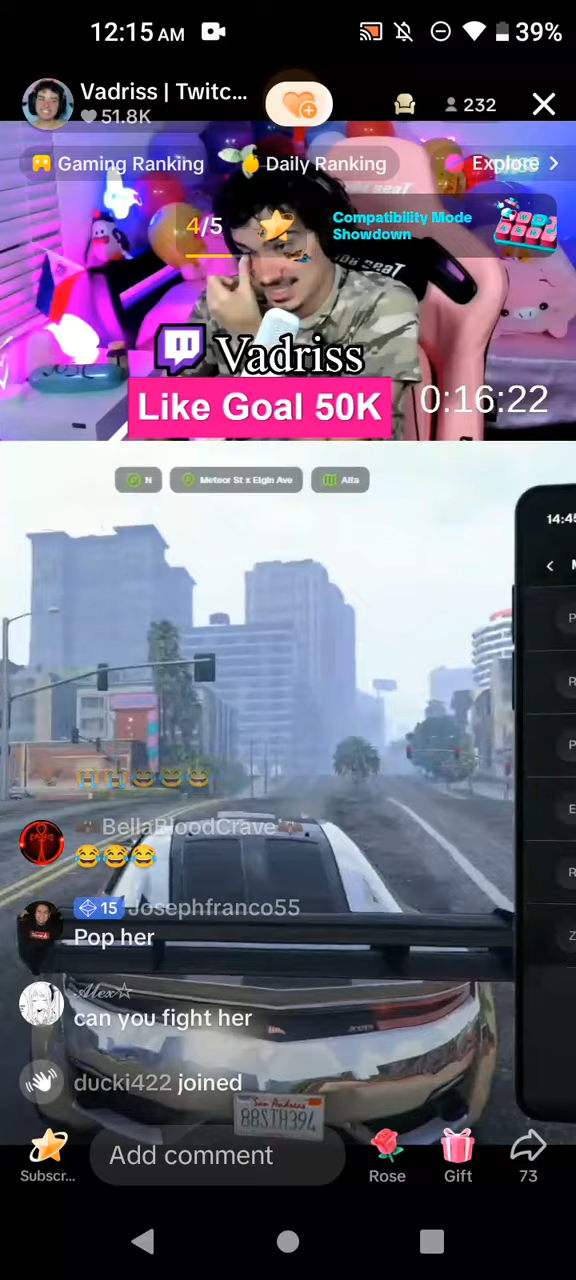 12:15 AM
39%
Vadriss | Twitc...
51.8K
232
Gaming Ranking
Daily Ranking
Explore
4/5
Compatibility Mode
Showdown
Vadriss
Like Goal 50K
0:16:22
N
Meteor St x Elgin Ave
Alta
14:45
BellaBloodCrave
😂😂😂
15 Josephfranco55
Pop her
𝒜𝓁𝑒𝓍☆
can you fight her
ducki422 joined
San Andreas
88STH394
Subscr...
Add comment
Rose
Gift
73